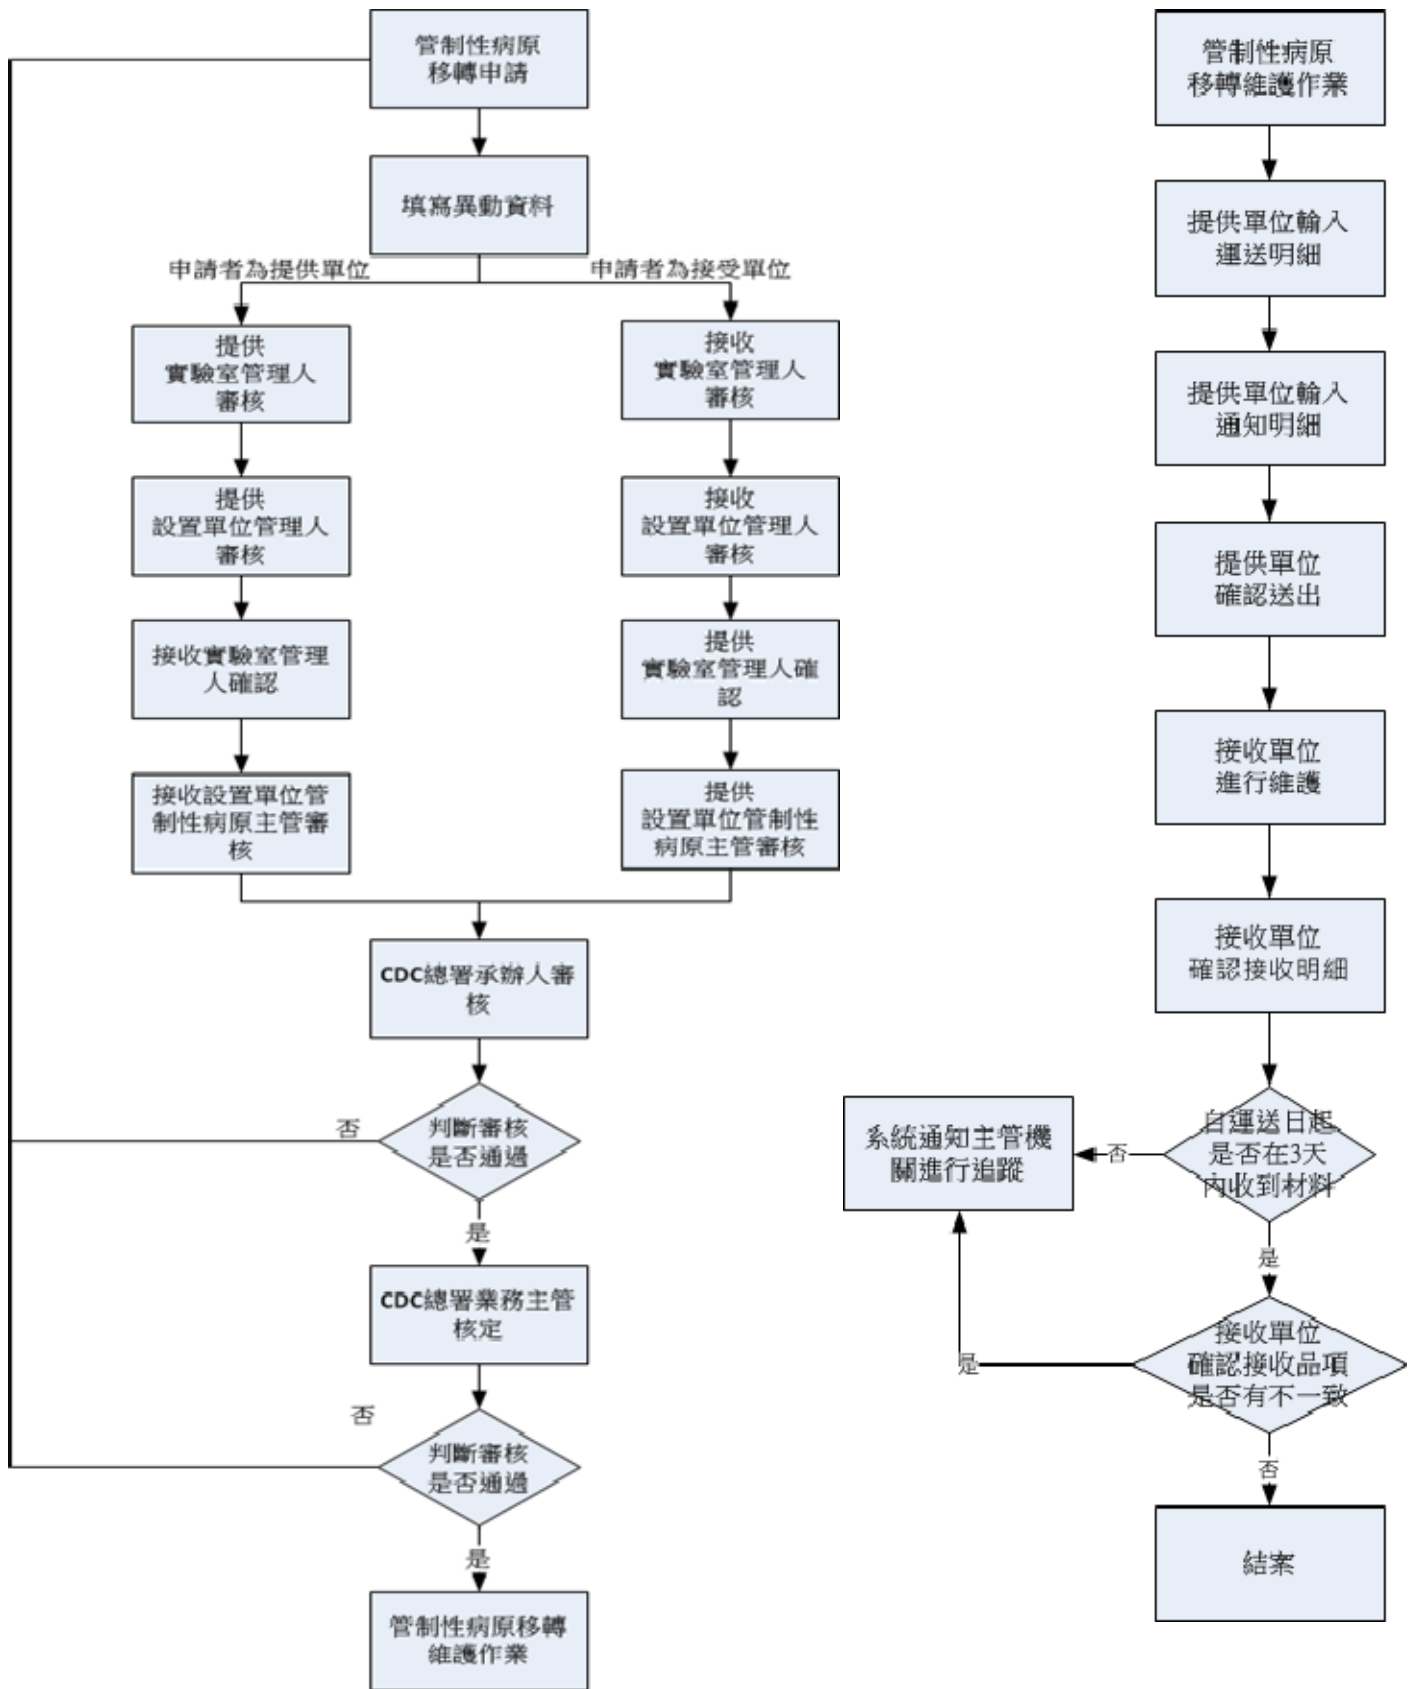 管制性病原
移轉申請
填寫異動資料
申請者為提供單位
申請者為接受單位
提供
實驗室管理人
審核
接收
實驗室管理人
審核
提供
設置單位管理人
審核
接收
設置單位管理人
審核
接收實驗室管理
人確認
提供
實驗室管理人確
認
接收設置單位管
制性病原主管審
核
提供
設置單位管制性
病原主管審核
CDC總署承辦人審
核
判斷審核
是否通過
否
是
CDC總署業務主管
核定
判斷審核
是否通過
否
是
管制性病原移轉
維護作業
管制性病原
移轉維護作業
提供單位輸入
運送明細
提供單位輸入
通知明細
提供單位
確認送出
接收單位
進行維護
接收單位
確認接收明細
自運送日起
是否在3天
內收到材料
否
系統通知主管機
關進行追蹤
是
接收單位
確認接收品項
是否有不一致
是
否
結案